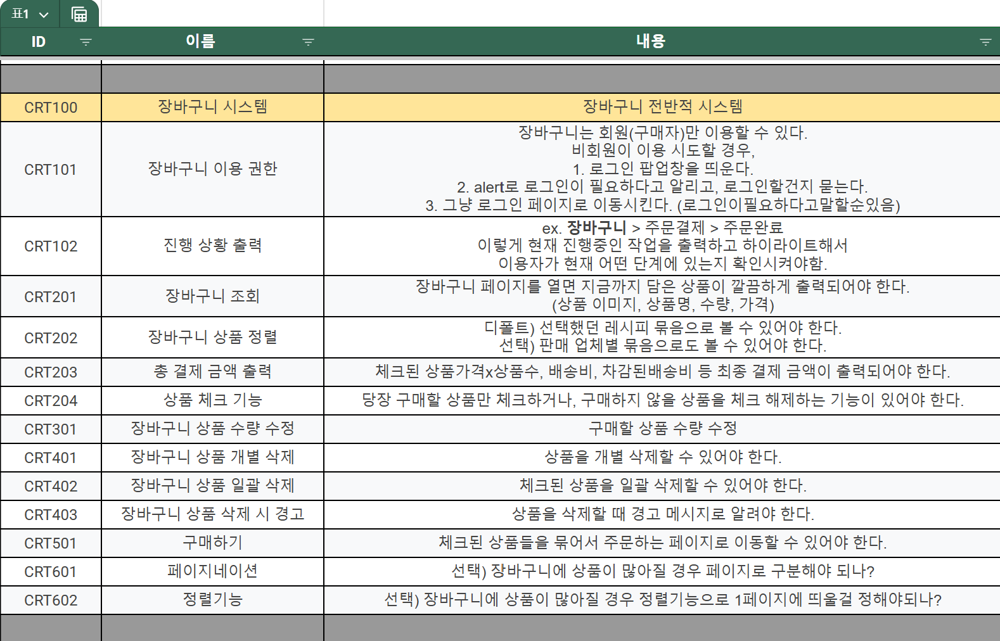 표1
ID 이름 내용
CRT100 장바구니 시스템 장바구니 전반적 시스템
CRT101 장바구니 이용 권한
장바구니는 회원(구매자)만 이용할 수 있다.
비회원이 이용 시도할 경우,
1. 로그인 팝업창을 띄운다.
2. alert로 로그인이 필요하다고 알리고, 로그인할건지 묻는다.
3. 그냥 로그인 페이지로 이동시킨다. (로그인이필요하다고말할순있음)
CRT102 진행 상황 출력
ex. 장바구니 > 주문결제 > 주문완료
이렇게 현재 진행중인 작업을 출력하고 하이라이트해서
이용자가 현재 어떤 단계에 있는지 확인시켜야함.
CRT201 장바구니 조회
장바구니 페이지를 열면 지금까지 담은 상품이 깔끔하게 출력되어야 한다.
(상품 이미지, 상품명, 수량, 가격)
CRT202 장바구니 상품 정렬
디폴트) 선택했던 레시피 묶음으로 볼 수 있어야 한다.
선택) 판매 업체별 묶음으로도 볼 수 있어야 한다.
CRT203 총 결제 금액 출력 체크된 상품가격x상품수, 배송비, 차감된배송비 등 최종 결제 금액이 출력되어야 한다.
CRT204 상품 체크 기능 당장 구매할 상품만 체크하거나, 구매하지 않을 상품을 체크 해제하는 기능이 있어야 한다.
CRT301 장바구니 상품 수량 수정 구매할 상품 수량 수정
CRT401 장바구니 상품 개별 삭제 상품을 개별 삭제할 수 있어야 한다.
CRT402 장바구니 상품 일괄 삭제 체크된 상품을 일괄 삭제할 수 있어야 한다.
CRT403 장바구니 상품 삭제 시 경고 상품을 삭제할 때 경고 메시지로 알려야 한다.
CRT501 구매하기 체크된 상품들을 묶어서 주문하는 페이지로 이동할 수 있어야 한다.
CRT601 페이지네이션 선택) 장바구니에 상품이 많아질 경우 페이지로 구분해야 되나?
CRT602 정렬기능 선택) 장바구니에 상품이 많아질 경우 정렬기능으로 1페이지에 띄울걸 정해야되나?